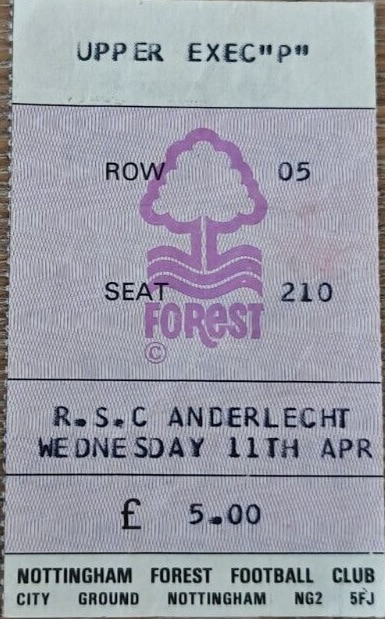 UPPER EXEC"P"
ROW 05
SEAT 210
FOREST
©
R.S.C ANDERLECHT
WEDNESDAY 11TH APR
£ 5.00
NOTTINGHAM FOREST FOOTBALL CLUB
CITY GROUND NOTTINGHAM NG2 5FJ